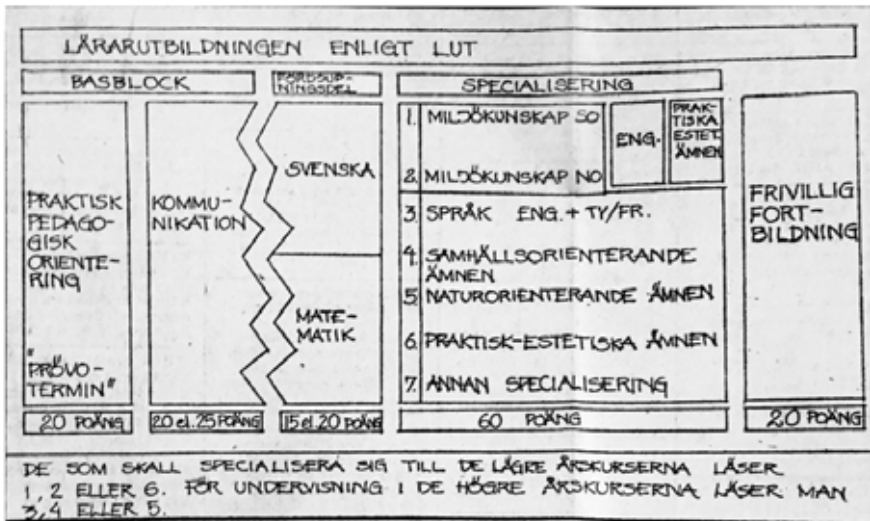 LÄRARUTBILDNINGEN ENLIGT LUT
BASBLOCK
FÖRDJUP-
NINGSDEL
SPECIALISERING
PRAKTISK
PEDAGO-
GISK
ORIENTE-
RING
"PRÖVO-
TERMIN"
20 POÄNG
KOMMU-
NIKATION
20 el. 25 POÄNG
SVENSKA
MATE-
MATIK
15 el. 20 POÄNG
1. MILJÖKUNSKAP SO
2. MILJÖKUNSKAP NO
ENG.
PRAK-
TISKA
ESTET.
ÄMNEN
3. SPRÅK ENG. + TY/FR.
4. SAMHÄLLSORIENTERANDE
ÄMNEN
5. NATURORIENTERANDE ÄMNEN
6. PRAKTISK-ESTETISKA ÄMNEN
7. ANNAN SPECIALISERING
60 POÄNG
FRIVILLIG
FORT-
BILDNING
20 POÄNG
DE SOM SKALL SPECIALISERA SIG TILL DE LÄGRE ÅRSKURSERNA LÄSER
1, 2 ELLER 6. FÖR UNDERVISNING I DE HÖGRE ÅRSKURSERNA LÄSER MAN
3, 4 ELLER 5.